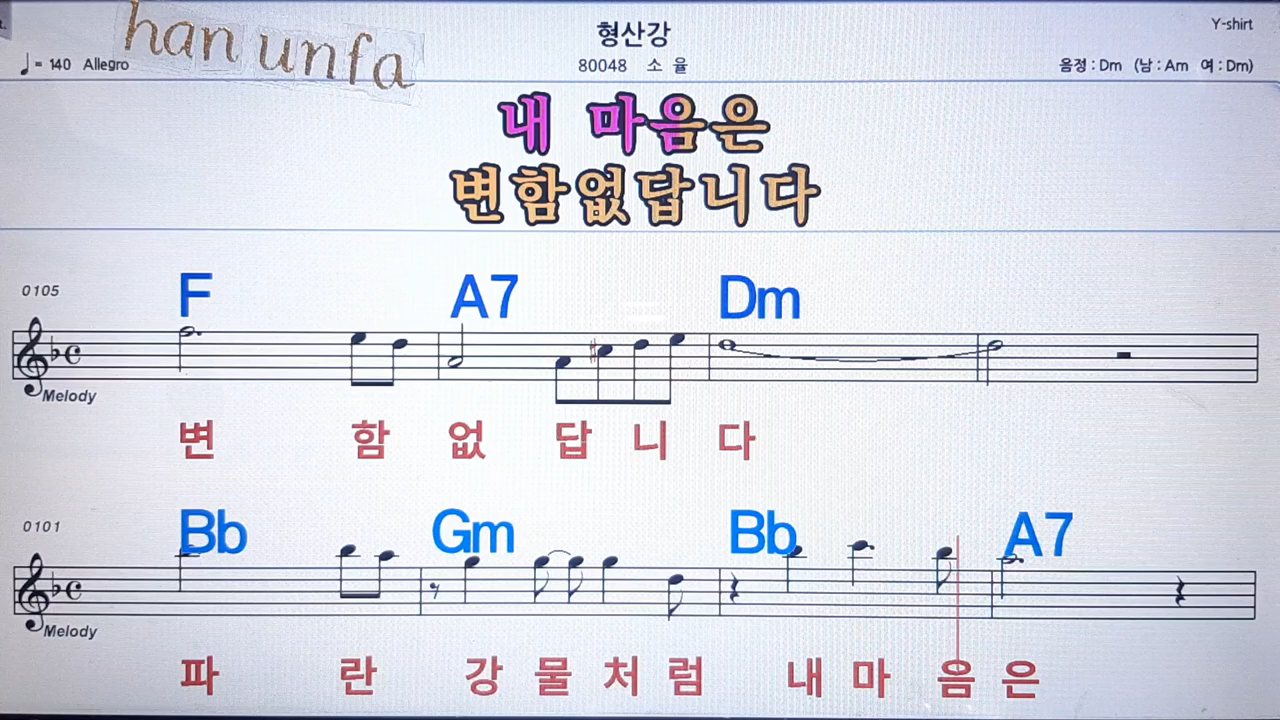 han unfa
형산강
Y-shirt
♩= 140 Allegro
80048 소 율
음정 : Dm (남 : Am 여 : Dm)
내 마음은
변함없답니다
0105
F A7 Dm
Melody
변 함 없 답 니 다
0101
Bb Gm Bb A7
Melody
파 란 강 물 처 럼 내 마 음 은